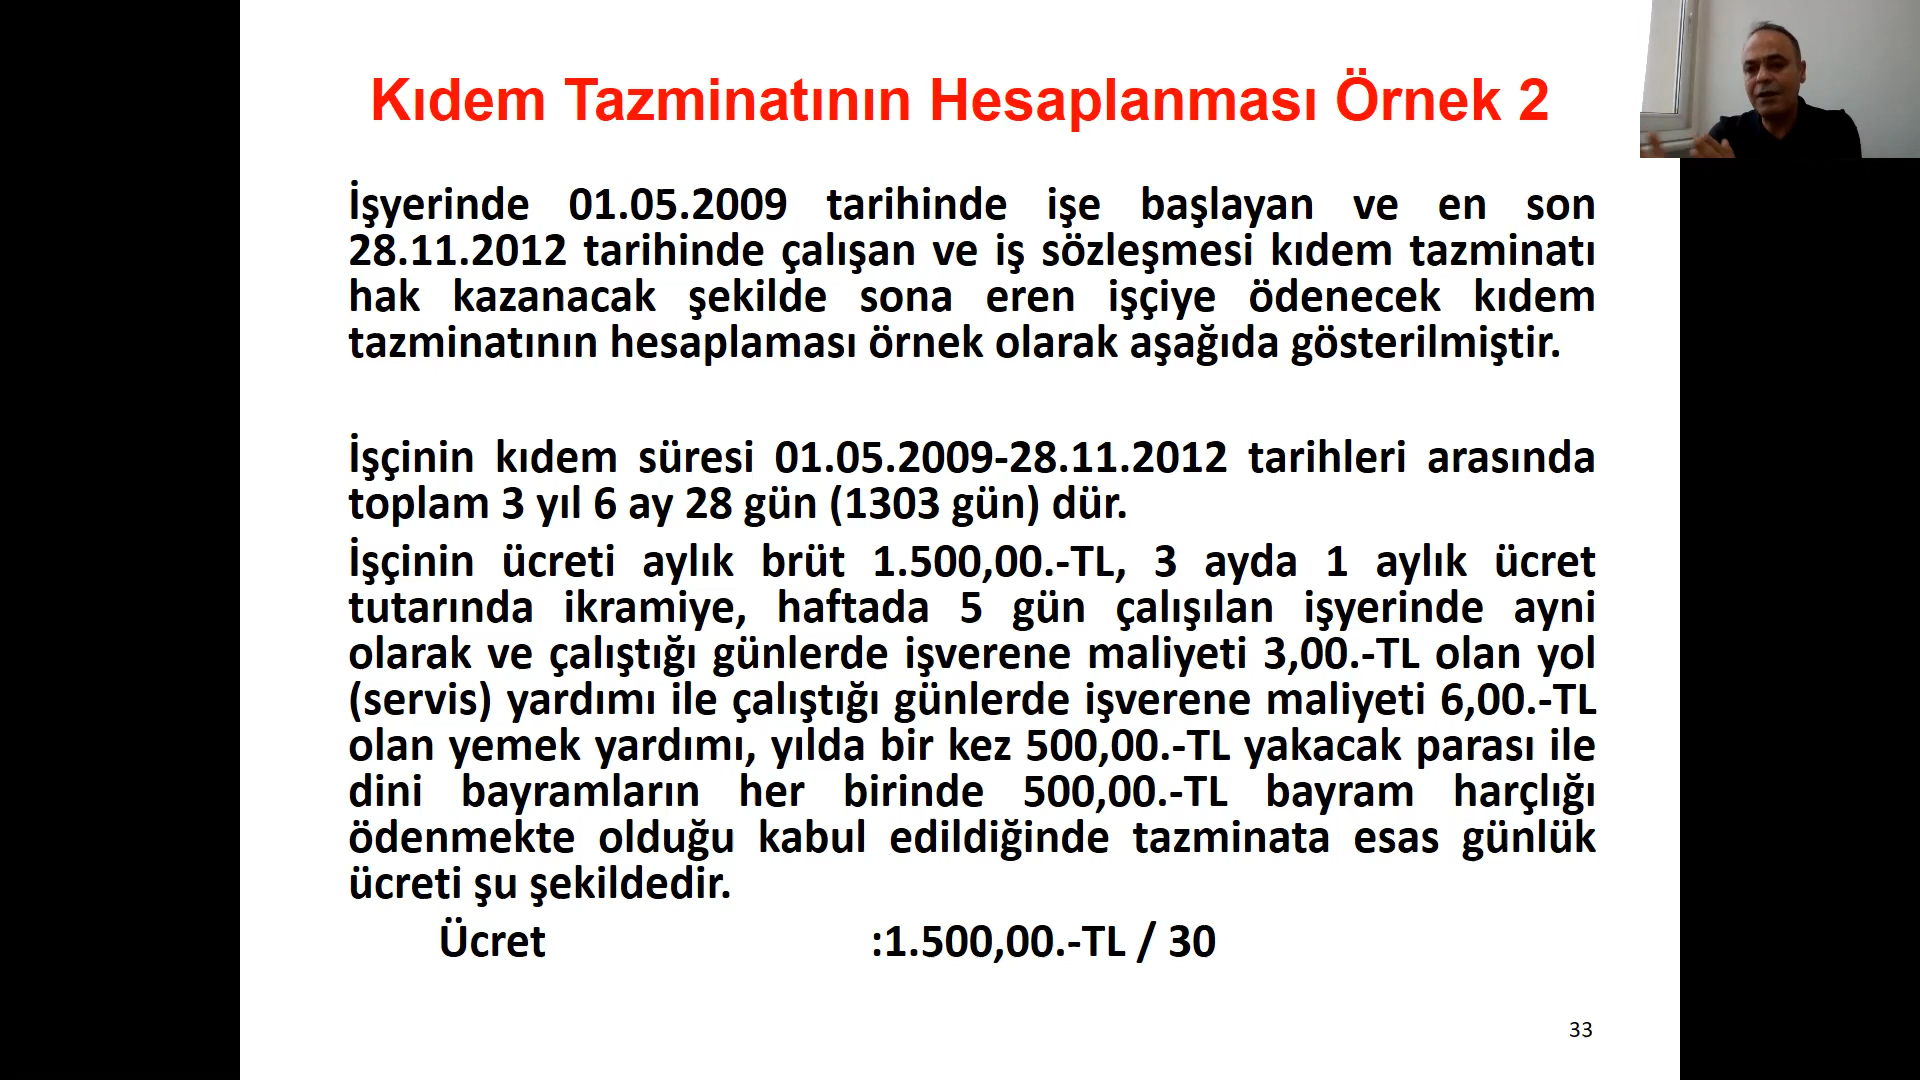 Kıdem Tazminatının Hesaplanması Örnek 2
İşyerinde 01.05.2009 tarihinde işe başlayan ve en son
28.11.2012 tarihinde çalışan ve iş sözleşmesi kıdem tazminatı
hak kazanacak şekilde sona eren işçiye ödenecek kıdem
tazminatının hesaplaması örnek olarak aşağıda gösterilmiştir.
İşçinin kıdem süresi 01.05.2009-28.11.2012 tarihleri arasında
toplam 3 yıl 6 ay 28 gün (1303 gün) dür.
İşçinin ücreti aylık brüt 1.500,00.-TL, 3 ayda 1 aylık ücret
tutarında ikramiye, haftada 5 gün çalışılan işyerinde ayni
olarak ve çalıştığı günlerde işverene maliyeti 3,00.-TL olan yol
(servis) yardımı ile çalıştığı günlerde işverene maliyeti 6,00.-TL
olan yemek yardımı, yılda bir kez 500,00.-TL yakacak parası ile
dini bayramların her birinde 500,00.-TL bayram harçlığı
ödenmekte olduğu kabul edildiğinde tazminata esas günlük
ücreti şu şekildedir.
Ücret :1.500,00.-TL / 30
33